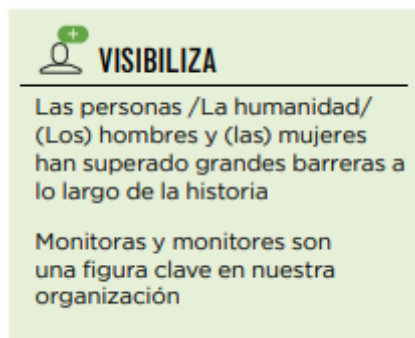 VISIBILIZA
Las personas /La humanidad/
(Los) hombres y (las) mujeres
han superado grandes barreras a
lo largo de la historia
Monitoras y monitores son
una figura clave en nuestra
organización